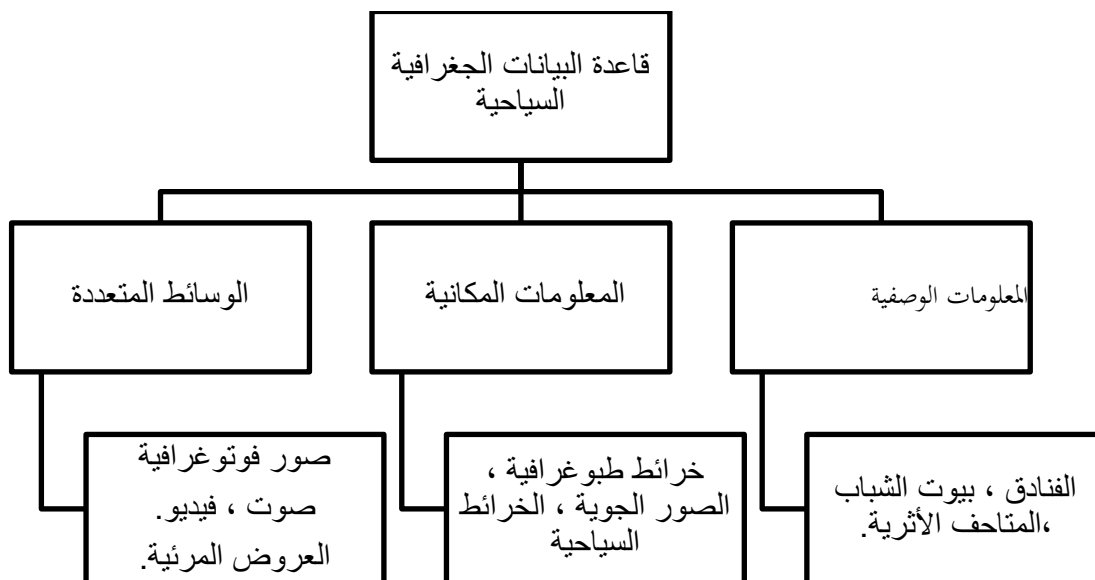 قاعدة البيانات الجغرافية
السياحية
المعلومات الوصفية
المعلومات المكانية
الوسائط المتعددة
الفنادق ، بيوت الشباب
،المتاحف الأثرية.
خرائط طبوغرافية ،
الصور الجوية ، الخرائط
السياحية
صور فوتوغرافية
صوت ، فيديو.
العروض المرئية.